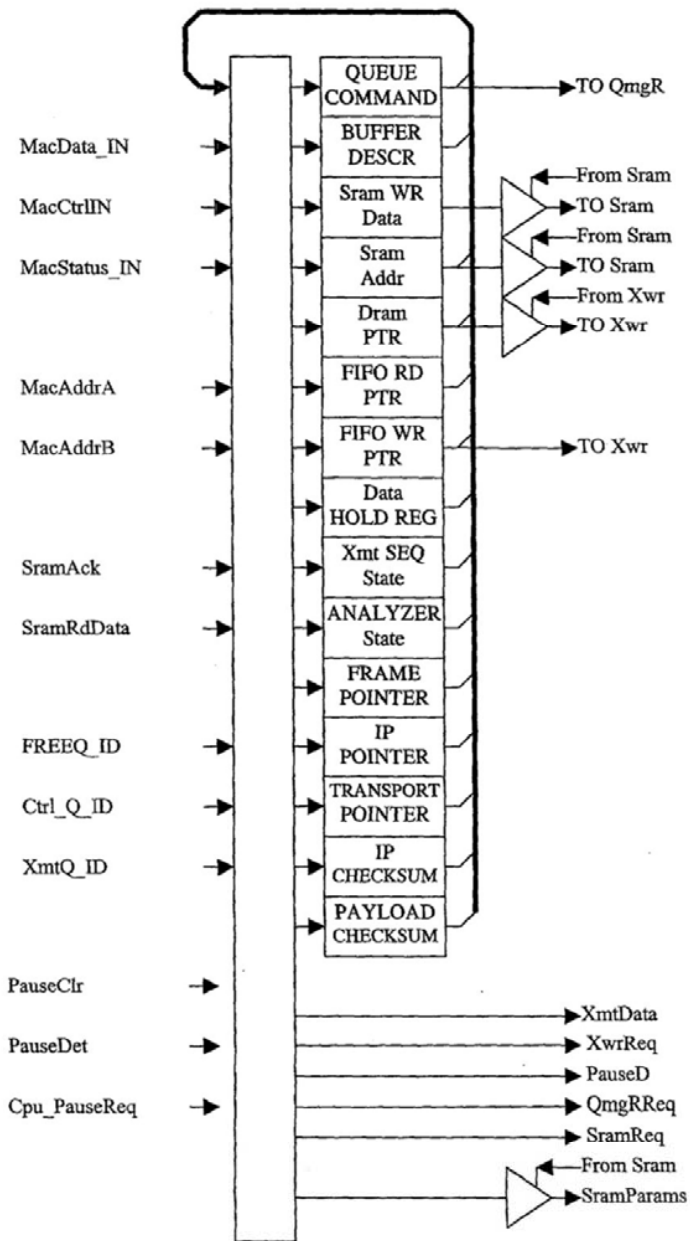 QUEUE
COMMAND
TO QmgR
MacData_IN
BUFFER
DESCR
From Sram
MacCtrlIN
Sram WR
Data
TO Sram
From Sram
MacStatus_IN
Sram
Addr
TO Sram
From Xwr
Dram
PTR
TO Xwr
MacAddrA
FIFO RD
PTR
MacAddrB
FIFO WR
PTR
TO Xwr
Data
HOLD REG
SramAck
Xmt SEQ
State
SramRdData
ANALYZER
State
FRAME
POINTER
FREEQ_ID
IP
POINTER
Ctrl_Q_ID
TRANSPORT
POINTER
XmtQ_ID
IP
CHECKSUM
PAYLOAD
CHECKSUM
PauseClr
XmtData
PauseDet
XwrReq
PauseD
Cpu_PauseReq
QmgRReq
SramReq
From Sram
SramParams